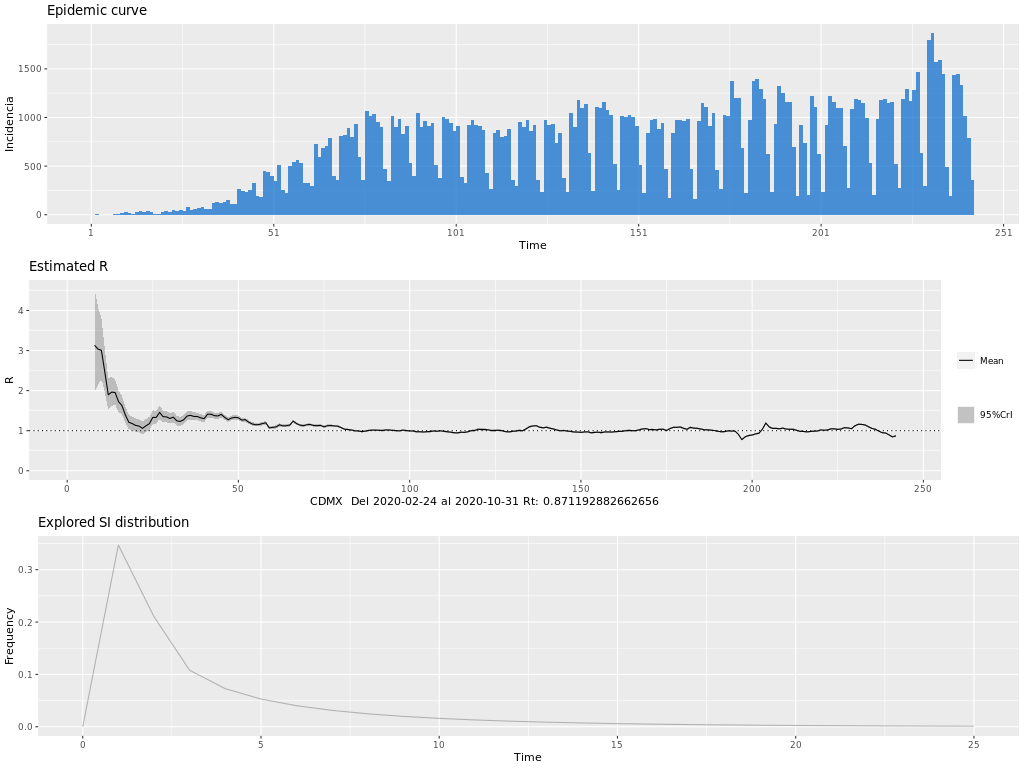 Epidemic curve
1500
1000
500
0
Incidencia
1 51 101 151 201 251
Time
Estimated R
4
3
2
1
0
R
Mean
95%CrI
0 50 100 150 200 250
CDMX Del 2020-02-24 al 2020-10-31 Rt: 0.871192882662656
Explored SI distribution
0.3
0.2
0.1
0.0
Frequency
0 5 10 15 20 25
Time